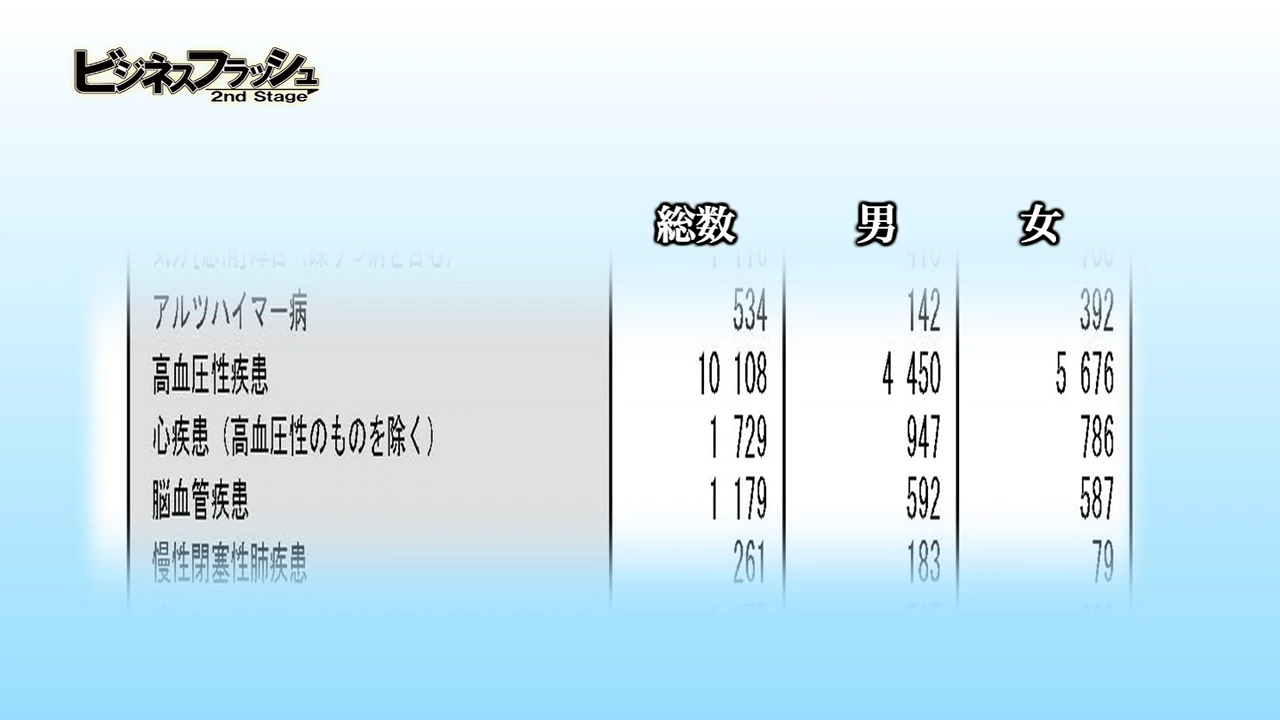 ビジネスフラッシュ
2nd Stage
総数 男 女
アルツハイマー病 534 142 392
高血圧性疾患 10 108 4 450 5 676
心疾患（高血圧性のものを除く） 1 729 947 786
脳血管疾患 1 179 592 587
慢性閉塞性肺疾患 261 183 79